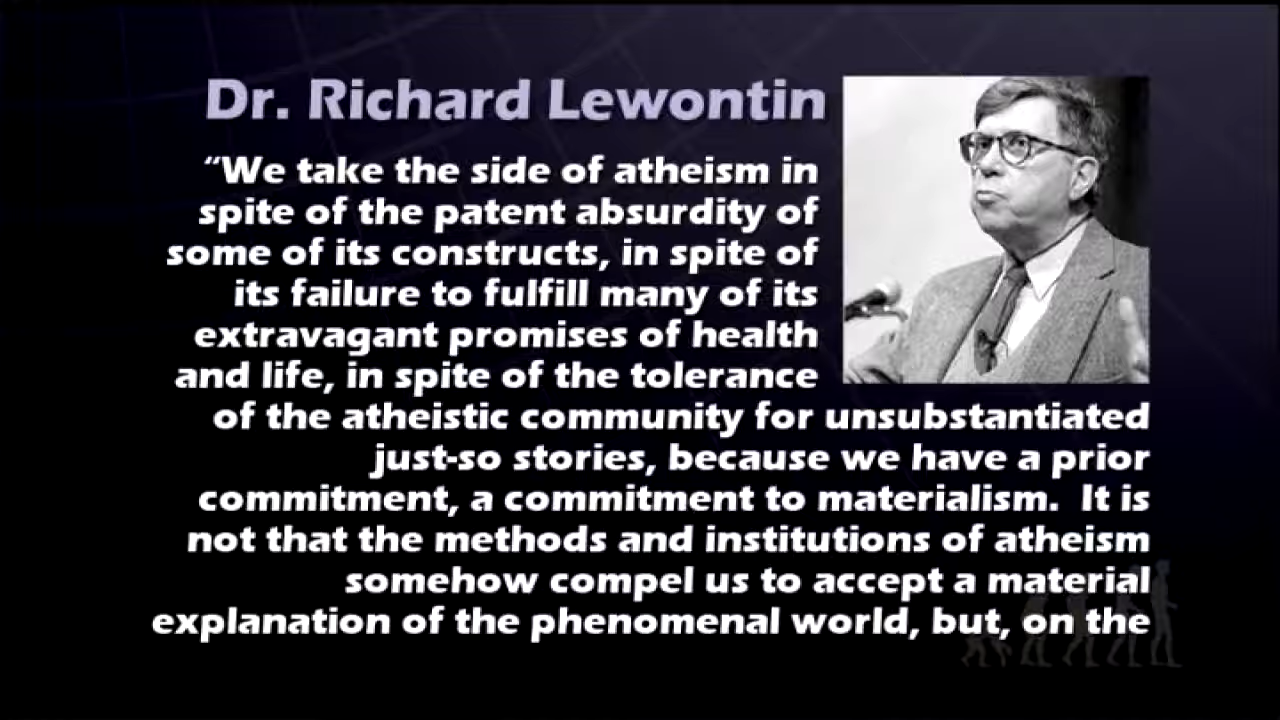 Dr. Richard Lewontin
“We take the side of atheism in
spite of the patent absurdity of
some of its constructs, in spite of
its failure to fulfill many of its
extravagant promises of health
and life, in spite of the tolerance
of the atheistic community for unsubstantiated
just-so stories, because we have a prior
commitment, a commitment to materialism.  It is
not that the methods and institutions of atheism
somehow compel us to accept a material
explanation of the phenomenal world, but, on the